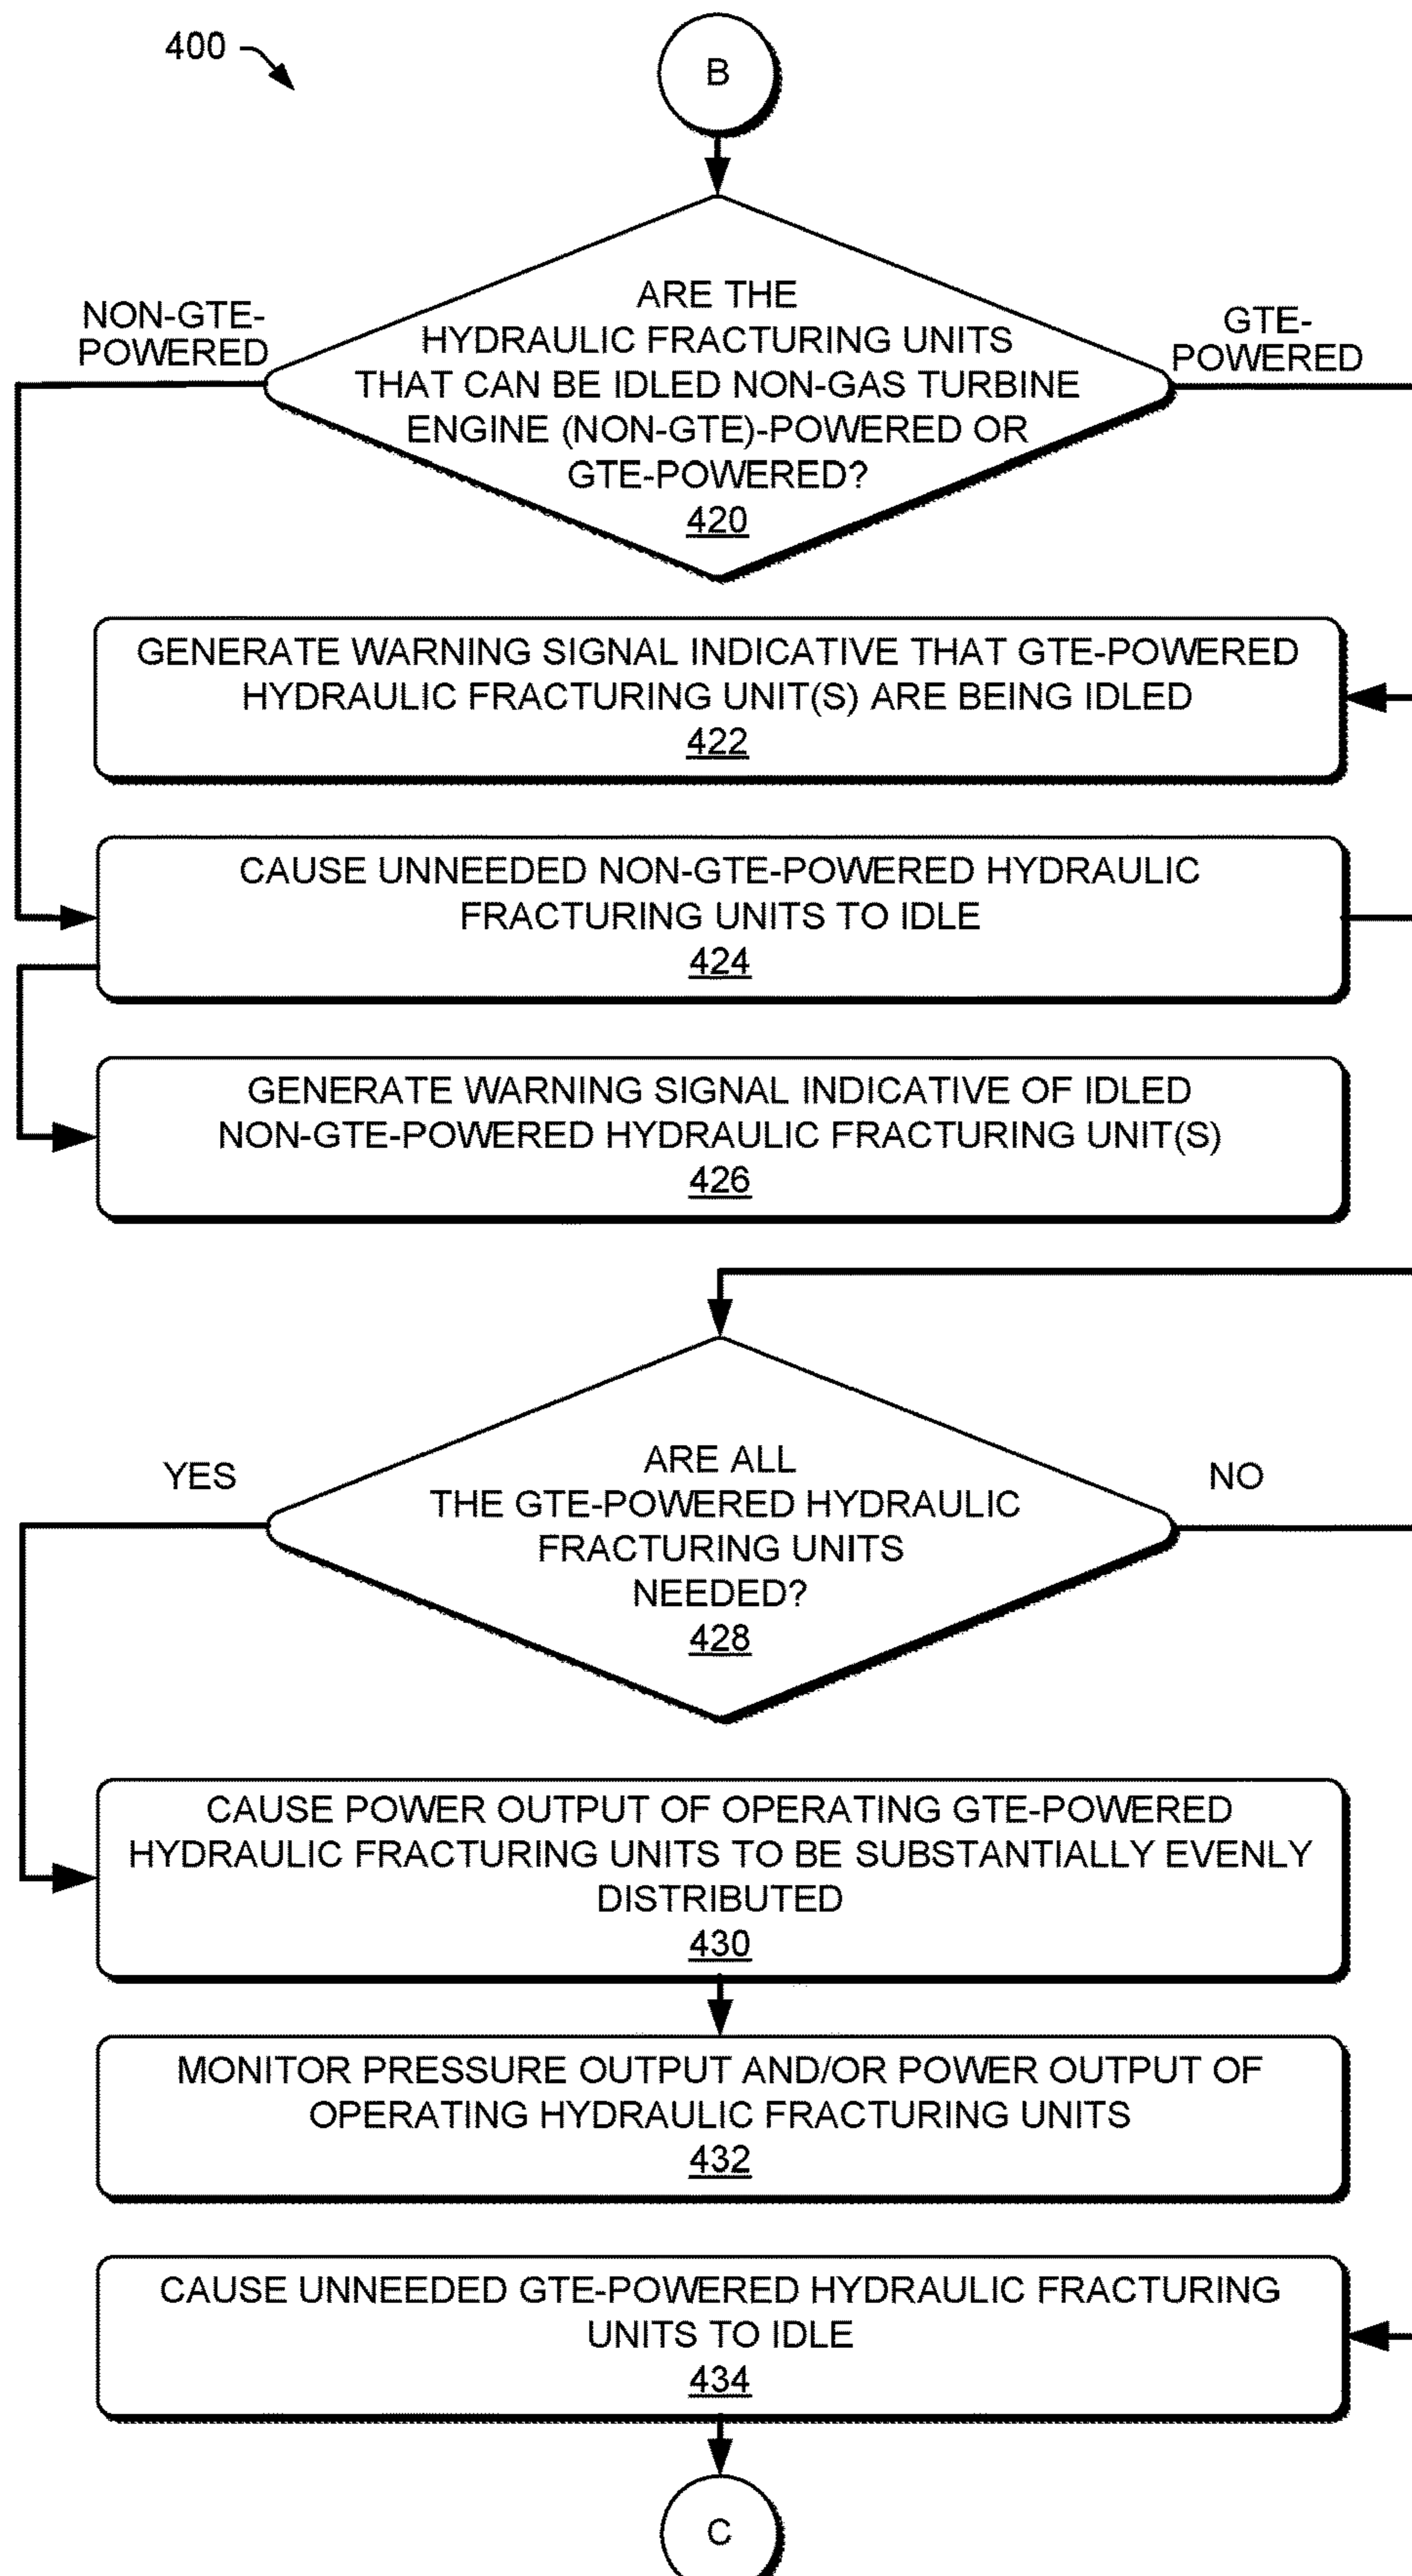 400
B
NON-GTE-
POWERED
GTE-
POWERED
ARE THE
HYDRAULIC FRACTURING UNITS
THAT CAN BE IDLED NON-GAS TURBINE
ENGINE (NON-GTE)-POWERED OR
GTE-POWERED?
420
GENERATE WARNING SIGNAL INDICATIVE THAT GTE-POWERED
HYDRAULIC FRACTURING UNIT(S) ARE BEING IDLED
422
CAUSE UNNEEDED NON-GTE-POWERED HYDRAULIC
FRACTURING UNITS TO IDLE
424
GENERATE WARNING SIGNAL INDICATIVE OF IDLED
NON-GTE-POWERED HYDRAULIC FRACTURING UNIT(S)
426
YES
NO
ARE ALL
THE GTE-POWERED HYDRAULIC
FRACTURING UNITS
NEEDED?
428
CAUSE POWER OUTPUT OF OPERATING GTE-POWERED
HYDRAULIC FRACTURING UNITS TO BE SUBSTANTIALLY EVENLY
DISTRIBUTED
430
MONITOR PRESSURE OUTPUT AND/OR POWER OUTPUT OF
OPERATING HYDRAULIC FRACTURING UNITS
432
CAUSE UNNEEDED GTE-POWERED HYDRAULIC FRACTURING
UNITS TO IDLE
434
C